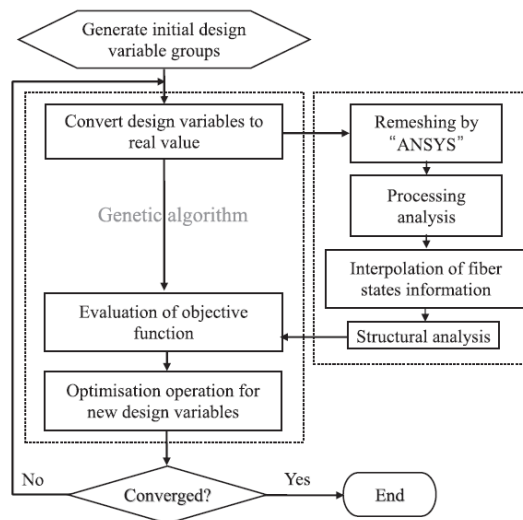 Generate initial design
variable groups
Convert design variables to
real value
Remeshing by
“ANSYS”
Processing
analysis
Genetic algorithm
Interpolation of fiber
states information
Evaluation of objective
function
Structural analysis
Optimisation operation for
new design variables
No
Converged?
Yes
End